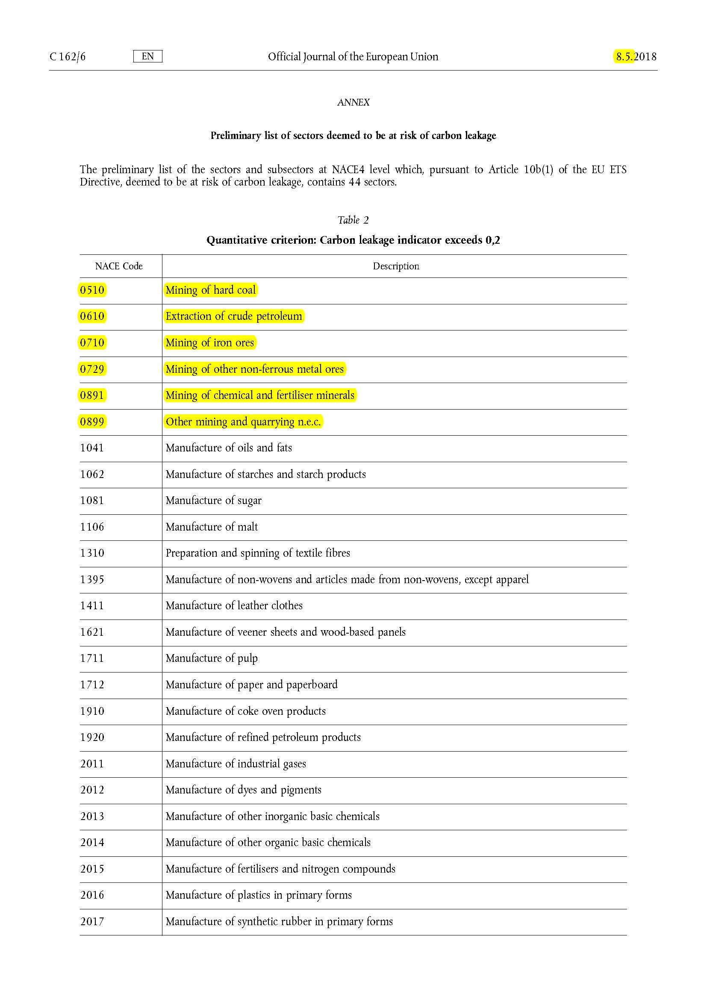 C 162/6 EN Official Journal of the European Union 8.5.2018
ANNEX
Preliminary list of sectors deemed to be at risk of carbon leakage
The preliminary list of the sectors and subsectors at NACE4 level which, pursuant to Article 10b(1) of the EU ETS
Directive, deemed to be at risk of carbon leakage, contains 44 sectors.
Table 2
Quantitative criterion: Carbon leakage indicator exceeds 0,2
NACE Code Description
0510 Mining of hard coal
0610 Extraction of crude petroleum
0710 Mining of iron ores
0729 Mining of other non-ferrous metal ores
0891 Mining of chemical and fertiliser minerals
0899 Other mining and quarrying n.e.c.
1041 Manufacture of oils and fats
1062 Manufacture of starches and starch products
1081 Manufacture of sugar
1106 Manufacture of malt
1310 Preparation and spinning of textile fibres
1395 Manufacture of non-wovens and articles made from non-wovens, except apparel
1411 Manufacture of leather clothes
1621 Manufacture of veener sheets and wood-based panels
1711 Manufacture of pulp
1712 Manufacture of paper and paperboard
1910 Manufacture of coke oven products
1920 Manufacture of refined petroleum products
2011 Manufacture of industrial gases
2012 Manufacture of dyes and pigments
2013 Manufacture of other inorganic basic chemicals
2014 Manufacture of other organic basic chemicals
2015 Manufacture of fertilisers and nitrogen compounds
2016 Manufacture of plastics in primary forms
2017 Manufacture of synthetic rubber in primary forms